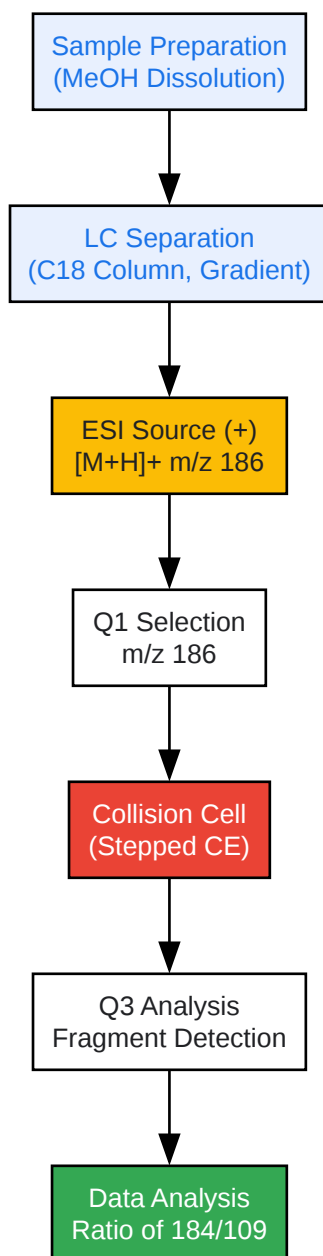 Sample Preparation
(MeOH Dissolution)
LC Separation
(C18 Column, Gradient)
ESI Source (+)
[M+H]+ m/z 186
Q1 Selection
m/z 186
Collision Cell
(Stepped CE)
Q3 Analysis
Fragment Detection
Data Analysis
Ratio of 184/109